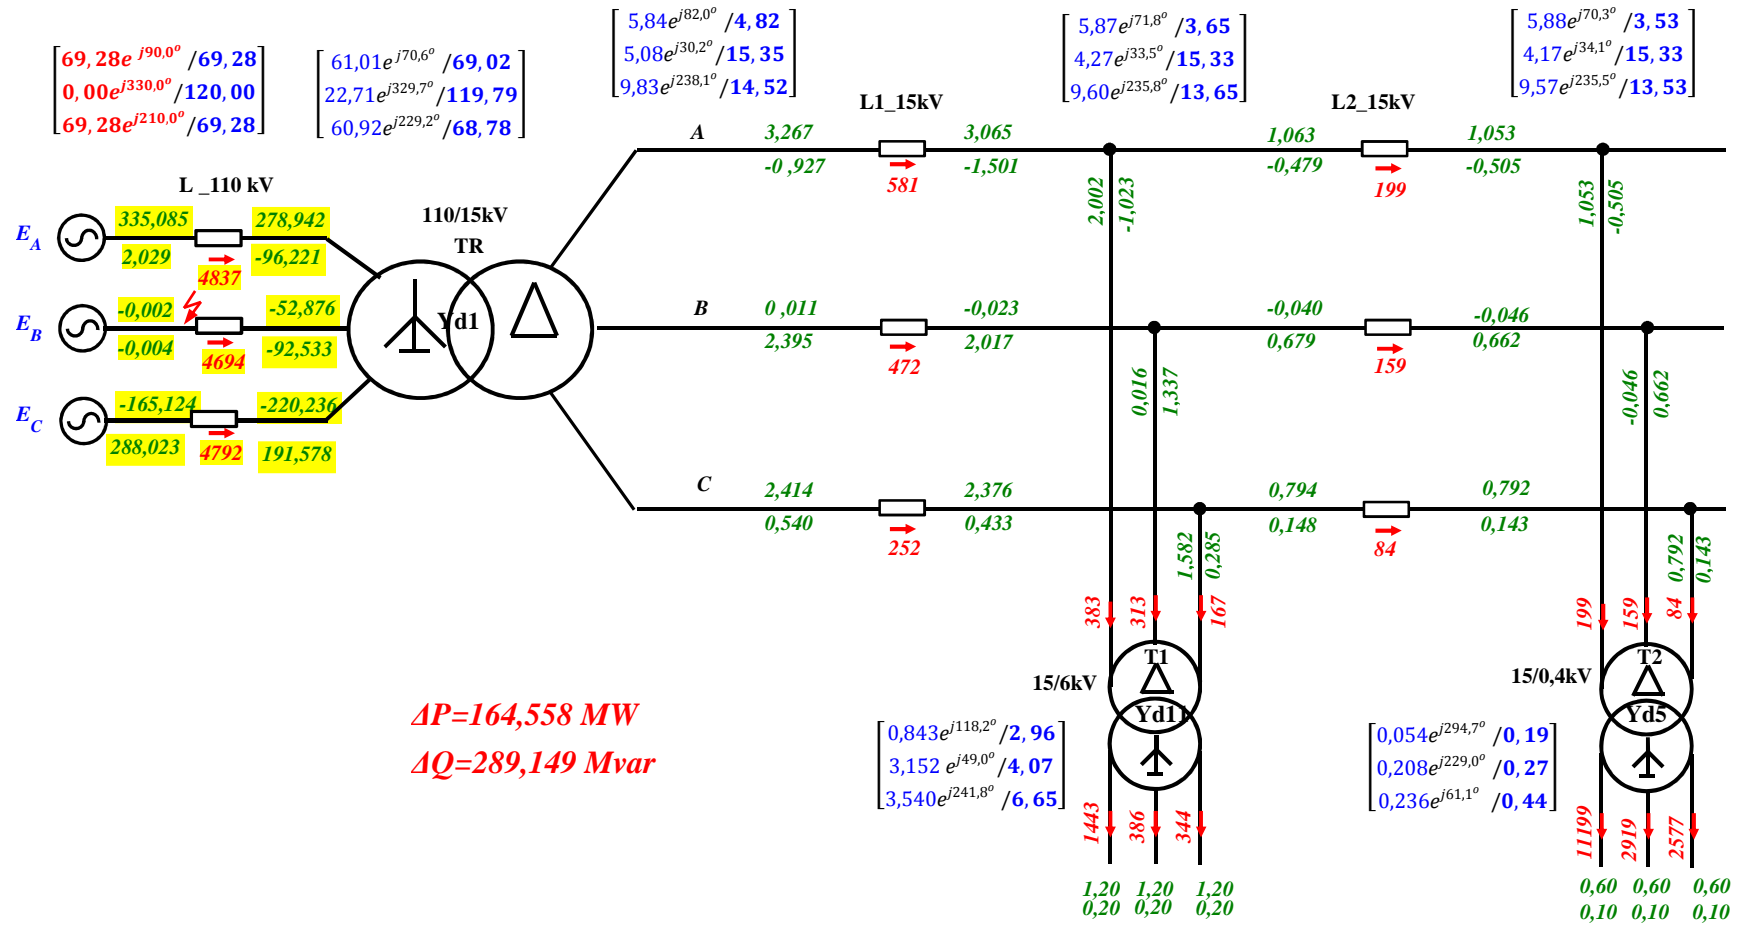 [69,28e^{j90,0°}/69,28
0,00e^{j330,0°}/120,00
69,28e^{j210,0°}/69,28]
[61,01e^{j70,6°}/69,02
22,71e^{j329,7°}/119,79
60,92e^{j229,2°}/68,78]
[5,84e^{j82,0°}/4,82
5,08e^{j30,2°}/15,35
9,83e^{j238,1°}/14,52]
[5,87e^{j71,8°}/3,65
4,27e^{j33,5°}/15,33
9,60e^{j235,8°}/13,65]
[5,88e^{j70,3°}/3,53
4,17e^{j34,1°}/15,33
9,57e^{j235,5°}/13,53]
L _110 kV
110/15kV
TR
Yd1
L1_15kV
L2_15kV
E_A
335,085
278,942
2,029
-96,221
4837
E_B
-0,002
-52,876
-0,004
-92,533
4694
E_C
-165,124
-220,236
288,023
191,578
4792
A
3,267
3,065
1,063
1,053
-0 ,927
-1,501
-0,479
-0,505
581
199
2,002
-1,023
1,053
-0,505
B
0 ,011
-0,023
-0,040
-0,046
2,395
2,017
0,679
0,662
472
159
0,016
1,337
-0,046
0,662
C
2,414
2,376
0,794
0,792
0,540
0,433
0,148
0,143
252
84
1,582
0,285
0,792
0,143
383
313
167
199
159
84
T1
15/6kV
Yd11
T2
15/0,4kV
Yd5
ΔP=164,558 MW
ΔQ=289,149 Mvar
[0,843e^{j118,2°}/2,96
3,152 e^{j49,0°}/4,07
3,540e^{j241,8°}/6,65]
[0,054e^{j294,7°}/0,19
0,208e^{j229,0°}/0,27
0,236e^{j61,1°}/0,44]
1443
386
344
11199
2919
2577
1,20 1,20 1,20
0,20 0,20 0,20
0,60 0,60 0,60
0,10 0,10 0,10